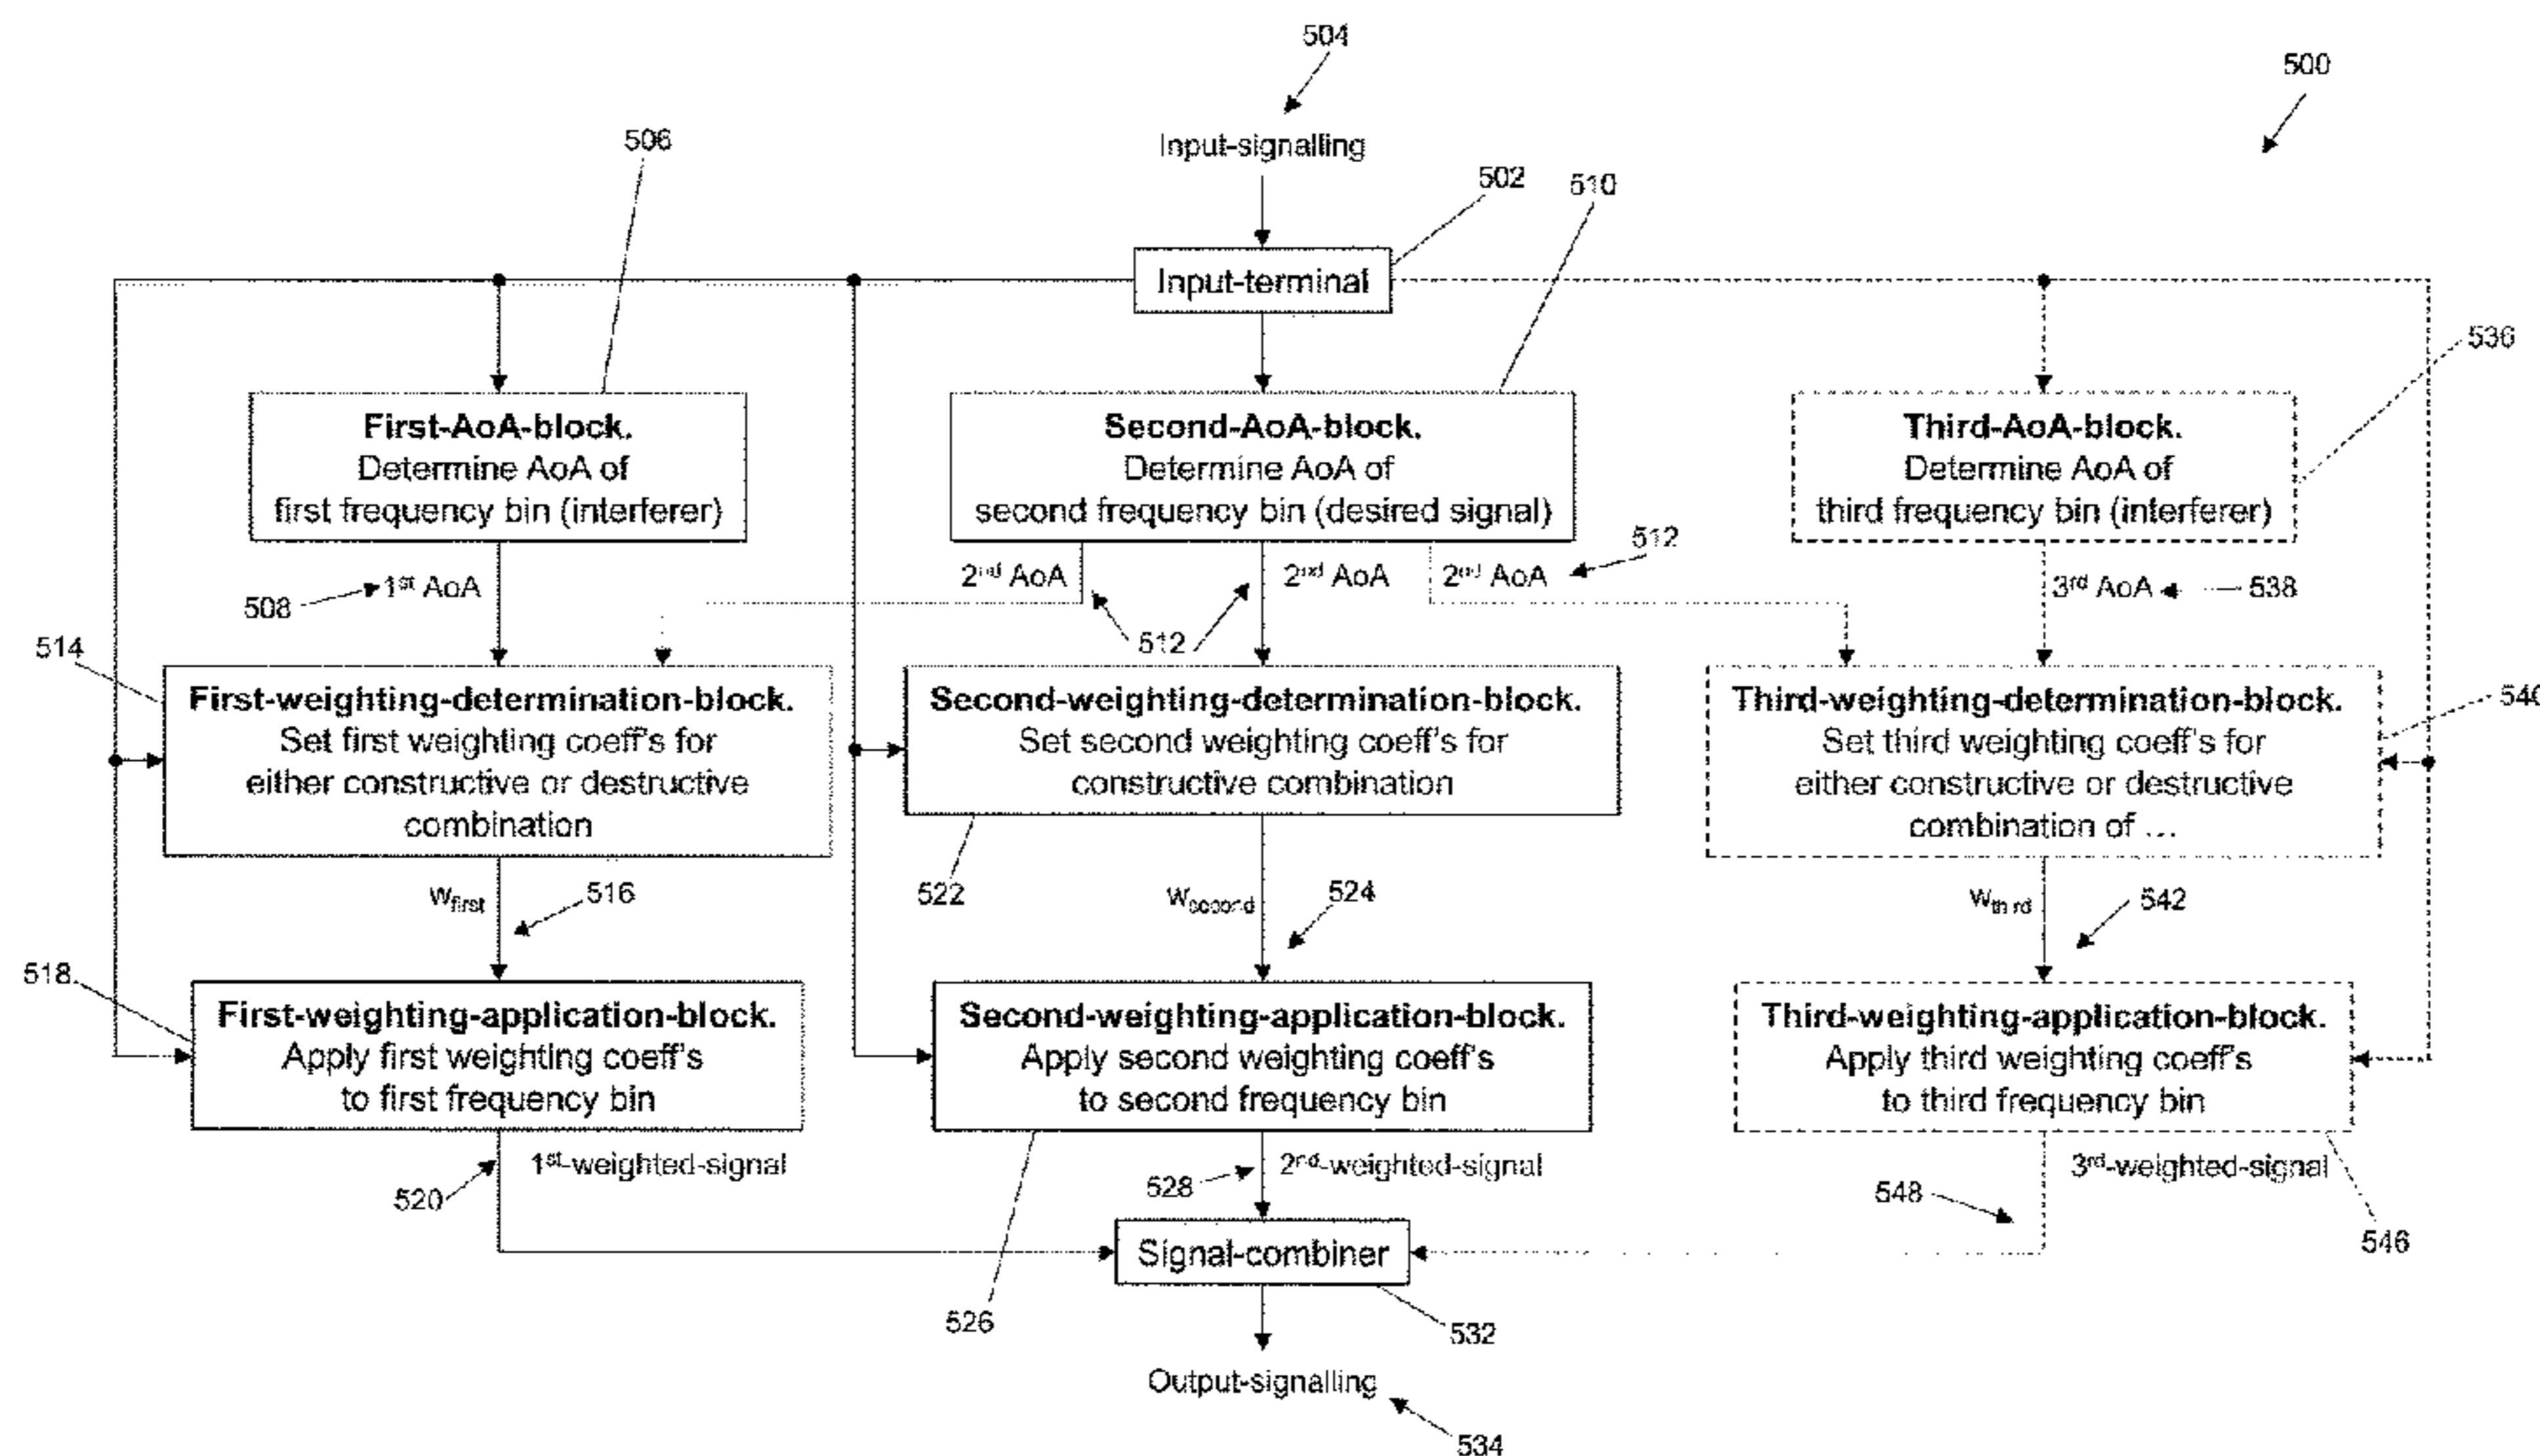 504
500
506
Input-signalling
502
510
Input-terminal
536
First-AoA-block.
Determine AoA of
first frequency bin (interferer)
Second-AoA-block.
Determine AoA of
second frequency bin (desired signal)
Third-AoA-block.
Determine AoA of
third frequency bin (interferer)
512
508
1st AoA
2nd AoA
2nd AoA
2nd AoA
3rd AoA
538
512
514
First-weighting-determination-block.
Set first weighting coeff's for
either constructive or destructive
combination
Second-weighting-determination-block.
Set second weighting coeff's for
constructive combination
Third-weighting-determination-block.
Set third weighting coeff's for
either constructive or destructive
combination of ...
540
Wfirst
516
522
Wsecond
524
Wthird
542
518
First-weighting-application-block.
Apply first weighting coeff's
to first frequency bin
Second-weighting-application-block.
Apply second weighting coeff's
to second frequency bin
Third-weighting-application-block.
Apply third weighting coeff's
to third frequency bin
520
1st-weighted-signal
528
2nd-weighted-signal
548
3rd-weighted-signal
546
Signal-combiner
526
532
Output-signalling
534